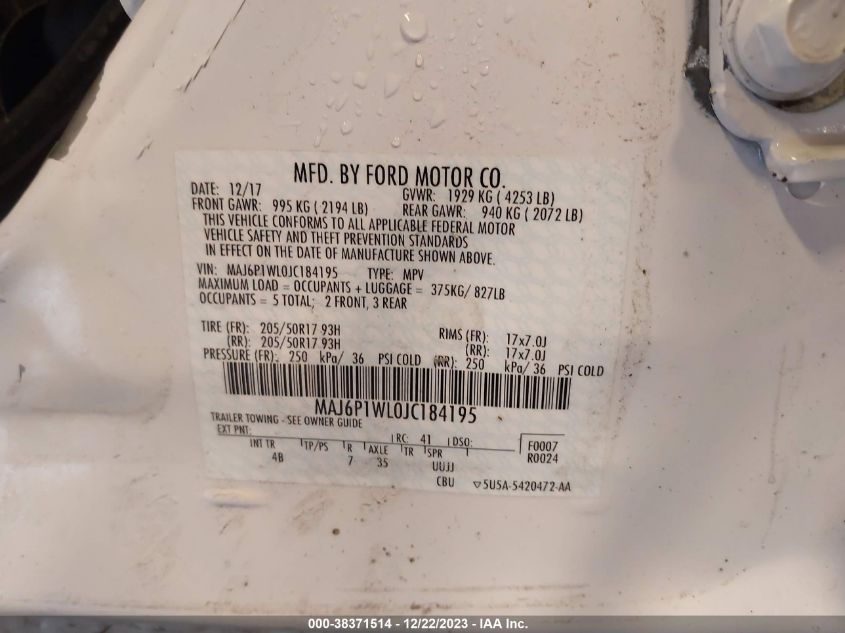 MFD. BY FORD MOTOR CO.
DATE: 12/17 GVWR: 1929 KG ( 4253 LB)
FRONT GAWR: 995 KG ( 2194 LB) REAR GAWR: 940 KG ( 2072 LB)
THIS VEHICLE CONFORMS TO ALL APPLICABLE FEDERAL MOTOR
VEHICLE SAFETY AND THEFT PREVENTION STANDARDS
IN EFFECT ON THE DATE OF MANUFACTURE SHOWN ABOVE.
VIN: MAJ6P1WL0JC184195 TYPE: MPV
MAXIMUM LOAD = OCCUPANTS + LUGGAGE = 375KG/ 827LB
OCCUPANTS = 5 TOTAL; 2 FRONT, 3 REAR
TIRE (FR): 205/50R17 93H RIMS (FR): 17x7.0J
(RR): 205/50R17 93H (RR): 17x7.0J
PRESSURE (FR): 250 kPa/ 36 PSI COLD (RR): 250 kPa/ 36 PSI COLD
MAJ6P1WL0JC184195
TRAILER TOWING - SEE OWNER GUIDE
EXT PNT: RC: 41 DSO: F0007
INT TR TP/PS R AXLE TR SPR R0024
4B 7 35 UUJJ
CBU ▽5U5A-5420472-AA
000-38371514 - 12/22/2023 - IAA Inc.